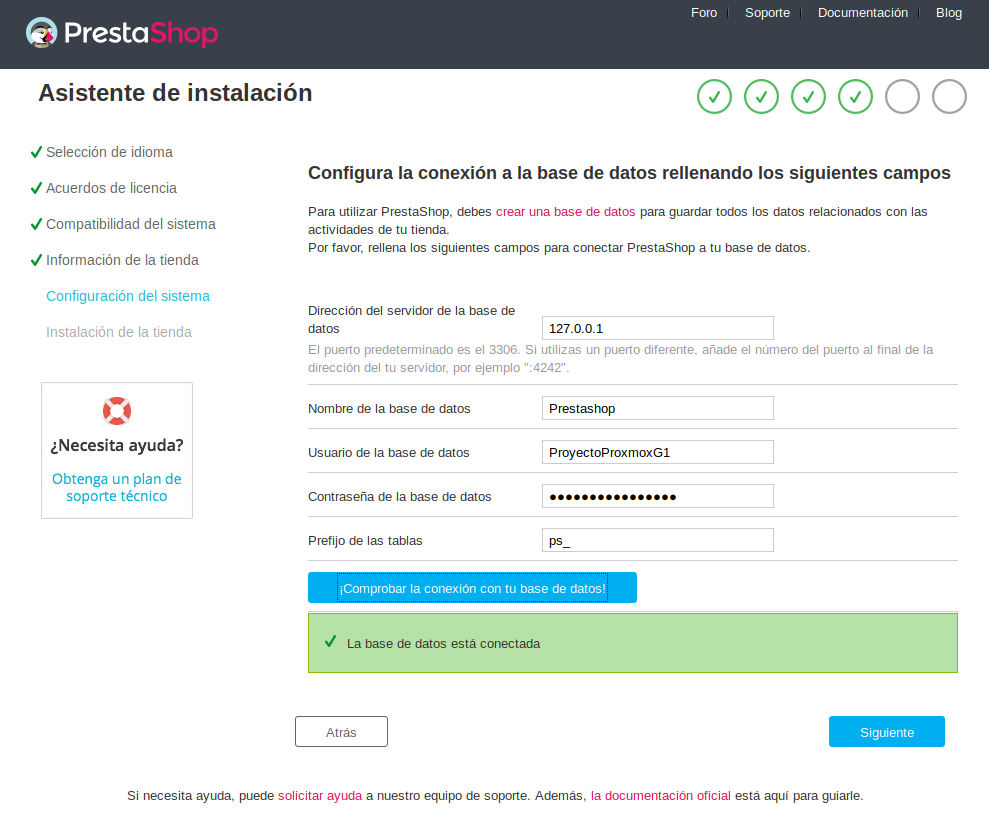 Foro
Soporte
Documentación
Blog
PrestaShop
Asistente de instalación
Selección de idioma
Acuerdos de licencia
Compatibilidad del sistema
Información de la tienda
Configuración del sistema
Instalación de la tienda
¿Necesita ayuda?
Obtenga un plan de
soporte técnico
Configura la conexión a la base de datos rellenando los siguientes campos
Para utilizar PrestaShop, debes crear una base de datos para guardar todos los datos relacionados con las
actividades de tu tienda.
Por favor, rellena los siguientes campos para conectar PrestaShop a tu base de datos.
Dirección del servidor de la base de
datos
127.0.0.1
El puerto predeterminado es el 3306. Si utilizas un puerto diferente, añade el número del puerto al final de la
dirección del tu servidor, por ejemplo ":4242".
Nombre de la base de datos
Prestashop
Usuario de la base de datos
ProyectoProxmoxG1
Contraseña de la base de datos
●●●●●●●●●●●●●●●●
Prefijo de las tablas
ps_
¡Comprobar la conexión con tu base de datos!
La base de datos está conectada
Atrás
Siguiente
Si necesita ayuda, puede solicitar ayuda a nuestro equipo de soporte. Además, la documentación oficial está aquí para guiarle.